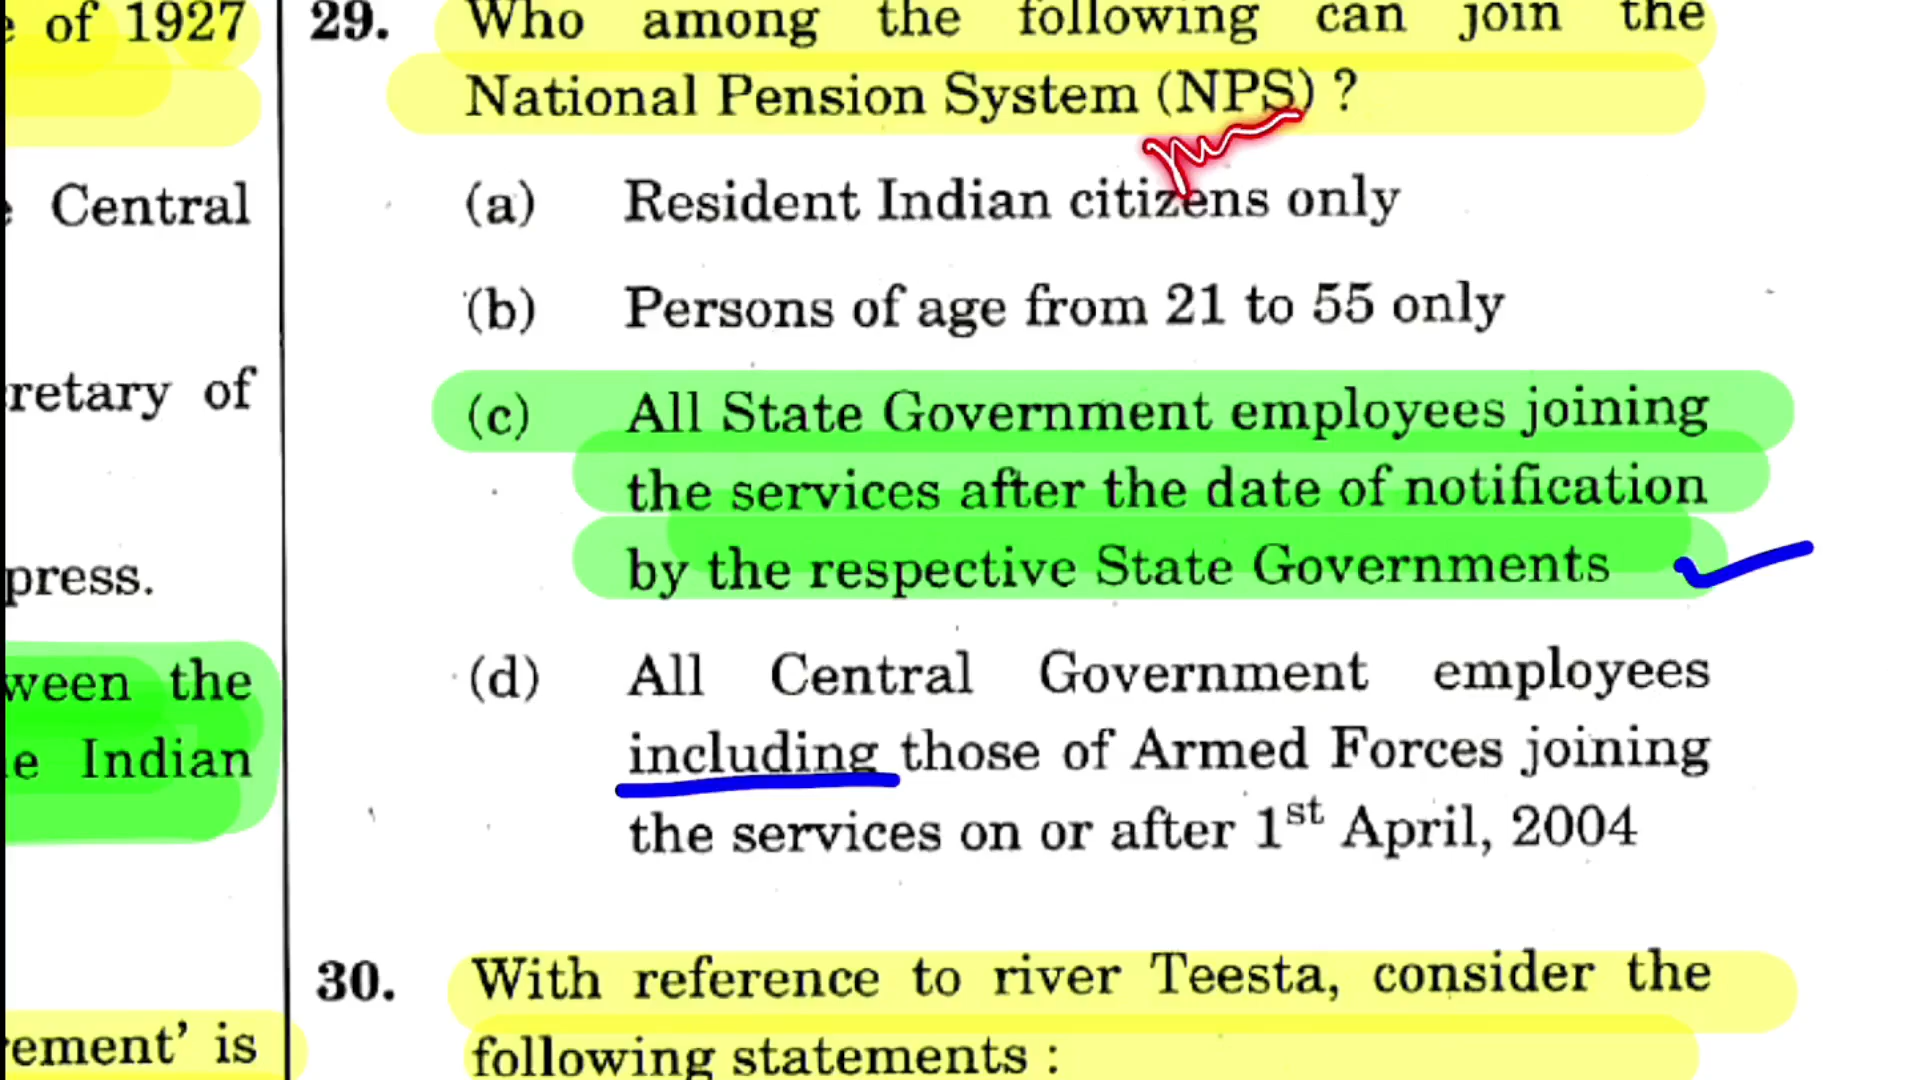 e of 1927
Central
retary of
press.
ween the
e Indian
ement’ is
29. Who among the following can join the
National Pension System (NPS) ?
(a) Resident Indian citizens only
(b) Persons of age from 21 to 55 only
(c) All State Government employees joining
the services after the date of notification
by the respective State Governments
(d) All Central Government employees
including those of Armed Forces joining
the services on or after 1st April, 2004
30. With reference to river Teesta, consider the
following statements :